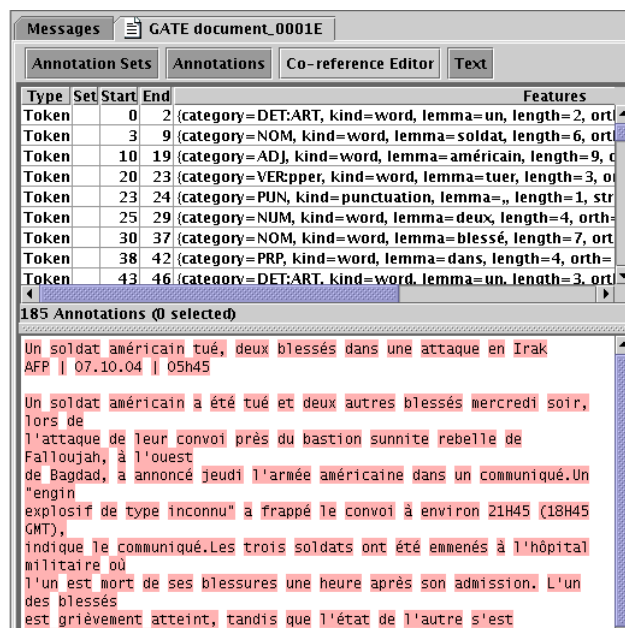 Messages GATE document_0001E
Annotation Sets Annotations Co-reference Editor Text
Type Set Start End Features
Token 0 2 {category=DET:ART, kind=word, lemma=un, length=2, ort
Token 3 9 {category=NOM, kind=word, lemma=soldat, length=6, ort
Token 10 19 {category=ADJ, kind=word, lemma=américain, length=9, o
Token 20 23 {category=VER:pper, kind=word, lemma=tuer, length=3, o
Token 23 24 {category=PUN, kind=punctuation, lemma=,, length=1, str
Token 25 29 {category=NUM, kind=word, lemma=deux, length=4, orth=
Token 30 37 {category=NOM, kind=word, lemma=blessé, length=7, ort
Token 38 42 {category=PRP, kind=word, lemma=dans, length=4, orth=
Token 43 46 {category=DET:ART, kind=word, lemma=un, length=3, ort
185 Annotations (0 selected)
Un soldat américain tué, deux blessés dans une attaque en Irak
AFP | 07.10.04 | 05h45
Un soldat américain a été tué et deux autres blessés mercredi soir,
lors de
l'attaque de leur convoi près du bastion sunnite rebelle de
Falloujah, à l'ouest
de Bagdad, a annoncé jeudi l'armée américaine dans un communiqué.Un
"engin
explosif de type inconnu" a frappé le convoi à environ 21H45 (18H45
GMT),
indique le communiqué.Les trois soldats ont été emmenés à l'hôpital
militaire où
l'un est mort de ses blessures une heure après son admission. L'un
des blessés
est grièvement atteint, tandis que l'état de l'autre s'est